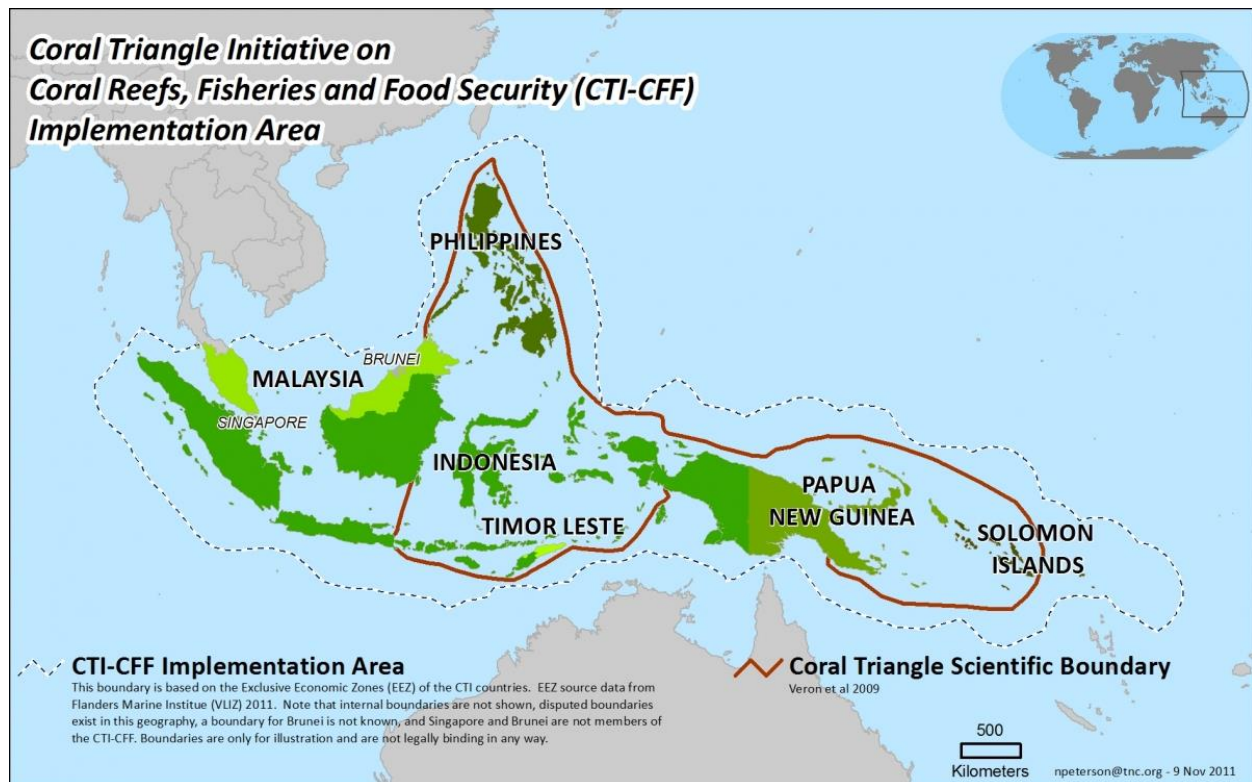 Coral Triangle Initiative on
Coral Reefs, Fisheries and Food Security (CTI-CFF)
Implementation Area
PHILIPPINES
BRUNEI
MALAYSIA
SINGAPORE
INDONESIA
PAPUA
NEW GUINEA
TIMOR LESTE
SOLOMON
ISLANDS
CTI-CFF Implementation Area
This boundary is based on the Exclusive Economic Zones (EEZ) of the CTI countries. EEZ source data from
Flanders Marine Institue (VLIZ) 2011. Note that internal boundaries are not shown, disputed boundaries
exist in this geography, a boundary for Brunei is not known, and Singapore and Brunei are not members of
the CTI-CFF. Boundaries are only for illustration and are not legally binding in any way.
Coral Triangle Scientific Boundary
Veron et al 2009
500
Kilometers
npeterson@tnc.org - 9 Nov 2011